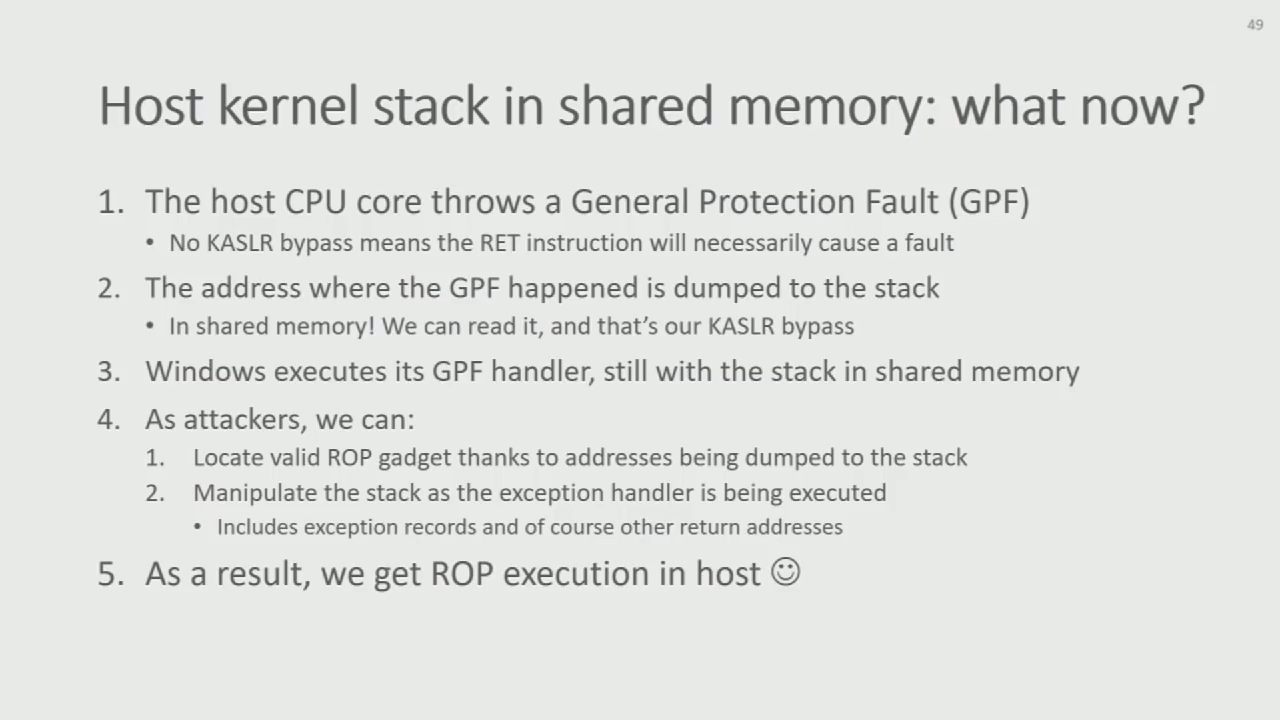 49
Host kernel stack in shared memory: what now?
1. The host CPU core throws a General Protection Fault (GPF)
• No KASLR bypass means the RET instruction will necessarily cause a fault
2. The address where the GPF happened is dumped to the stack
• In shared memory! We can read it, and that's our KASLR bypass
3. Windows executes its GPF handler, still with the stack in shared memory
4. As attackers, we can:
1. Locate valid ROP gadget thanks to addresses being dumped to the stack
2. Manipulate the stack as the exception handler is being executed
• Includes exception records and of course other return addresses
5. As a result, we get ROP execution in host ☺